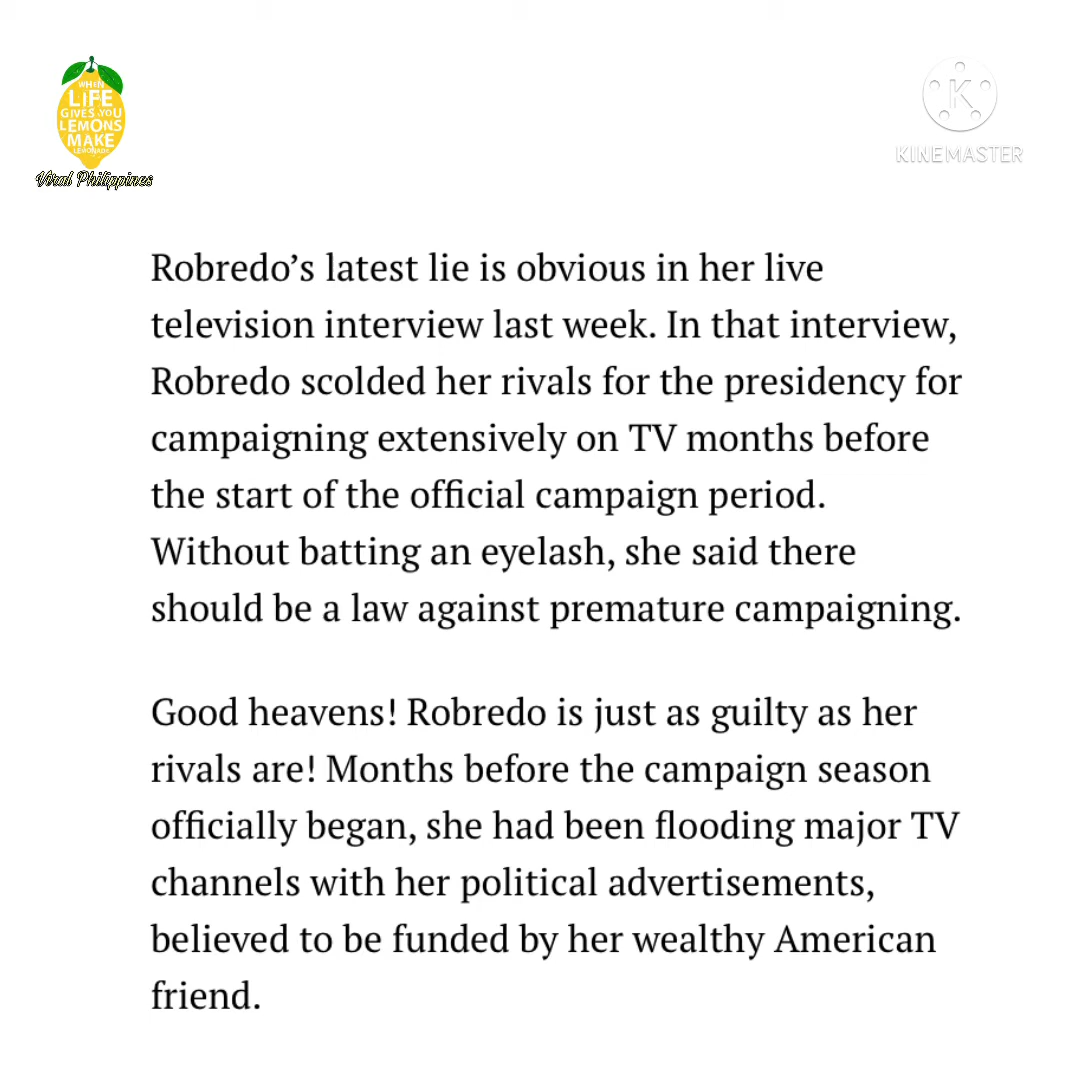 WHEN
LIFE
GIVES YOU
LEMONS
MAKE
LEMONADE
Viral Philippines
K
KINEMASTER
Robredo’s latest lie is obvious in her live
television interview last week. In that interview,
Robredo scolded her rivals for the presidency for
campaigning extensively on TV months before
the start of the official campaign period.
Without batting an eyelash, she said there
should be a law against premature campaigning.
Good heavens! Robredo is just as guilty as her
rivals are! Months before the campaign season
officially began, she had been flooding major TV
channels with her political advertisements,
believed to be funded by her wealthy American
friend.